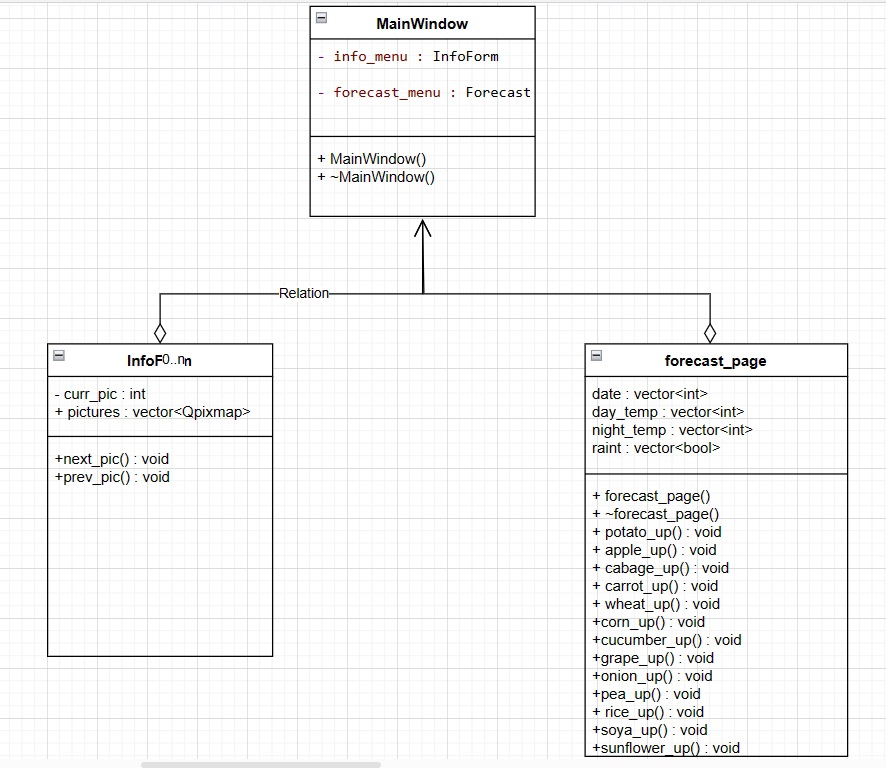 MainWindow
- info_menu : InfoForm
- forecast_menu : Forecast
+ MainWindow()
+ ~MainWindow()
Relation
InfoF0..nn
- curr_pic : int
+ pictures : vector<Qpixmap>
+next_pic() : void
+prev_pic() : void
forecast_page
date : vector<int>
day_temp : vector<int>
night_temp : vector<int>
raint : vector<bool>
+ forecast_page()
+ ~forecast_page()
+ potato_up() : void
+ apple_up() : void
+ cabage_up() : void
+ carrot_up() : void
+ wheat_up() : void
+corn_up() : void
+cucumber_up() : void
+grape_up() : void
+onion_up() : void
+pea_up() : void
+ rice_up() : void
+soya_up() : void
+sunflower_up() : void